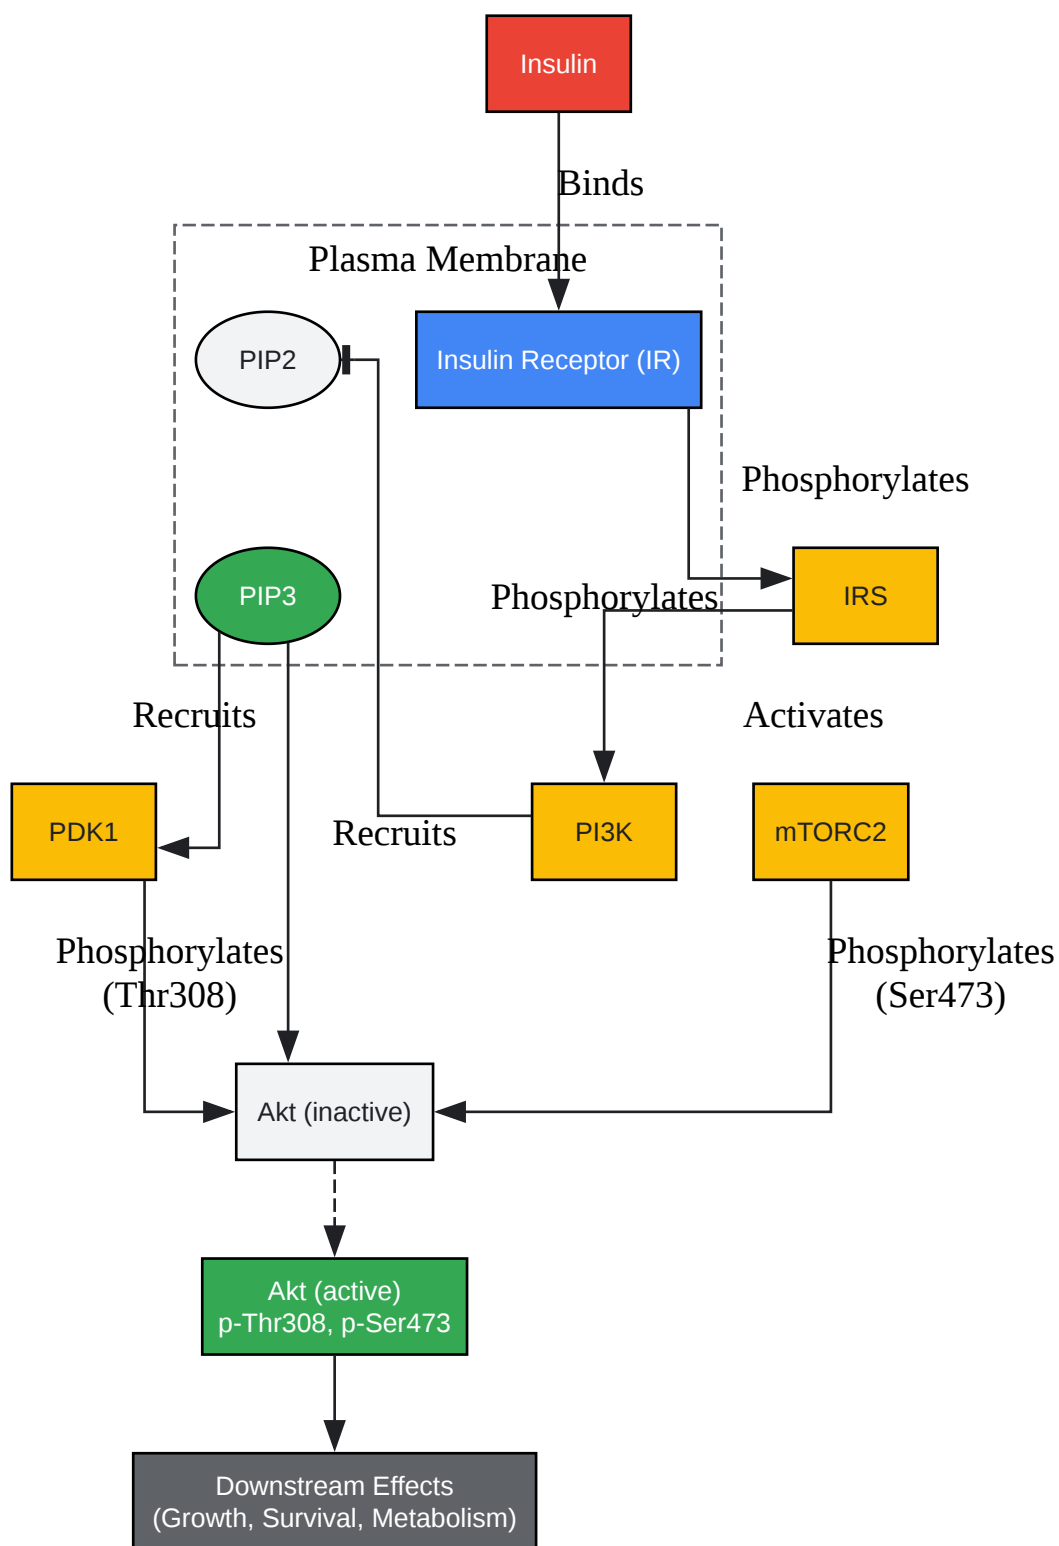 Insulin
Binds
Plasma Membrane
PIP2
Insulin Receptor (IR)
Phosphorylates
PIP3
Phosphorylates
IRS
Recruits
Activates
PDK1
Recruits
PI3K
mTORC2
Phosphorylates
(Thr308)
Phosphorylates
(Ser473)
Akt (inactive)
Akt (active)
p-Thr308, p-Ser473
Downstream Effects
(Growth, Survival, Metabolism)